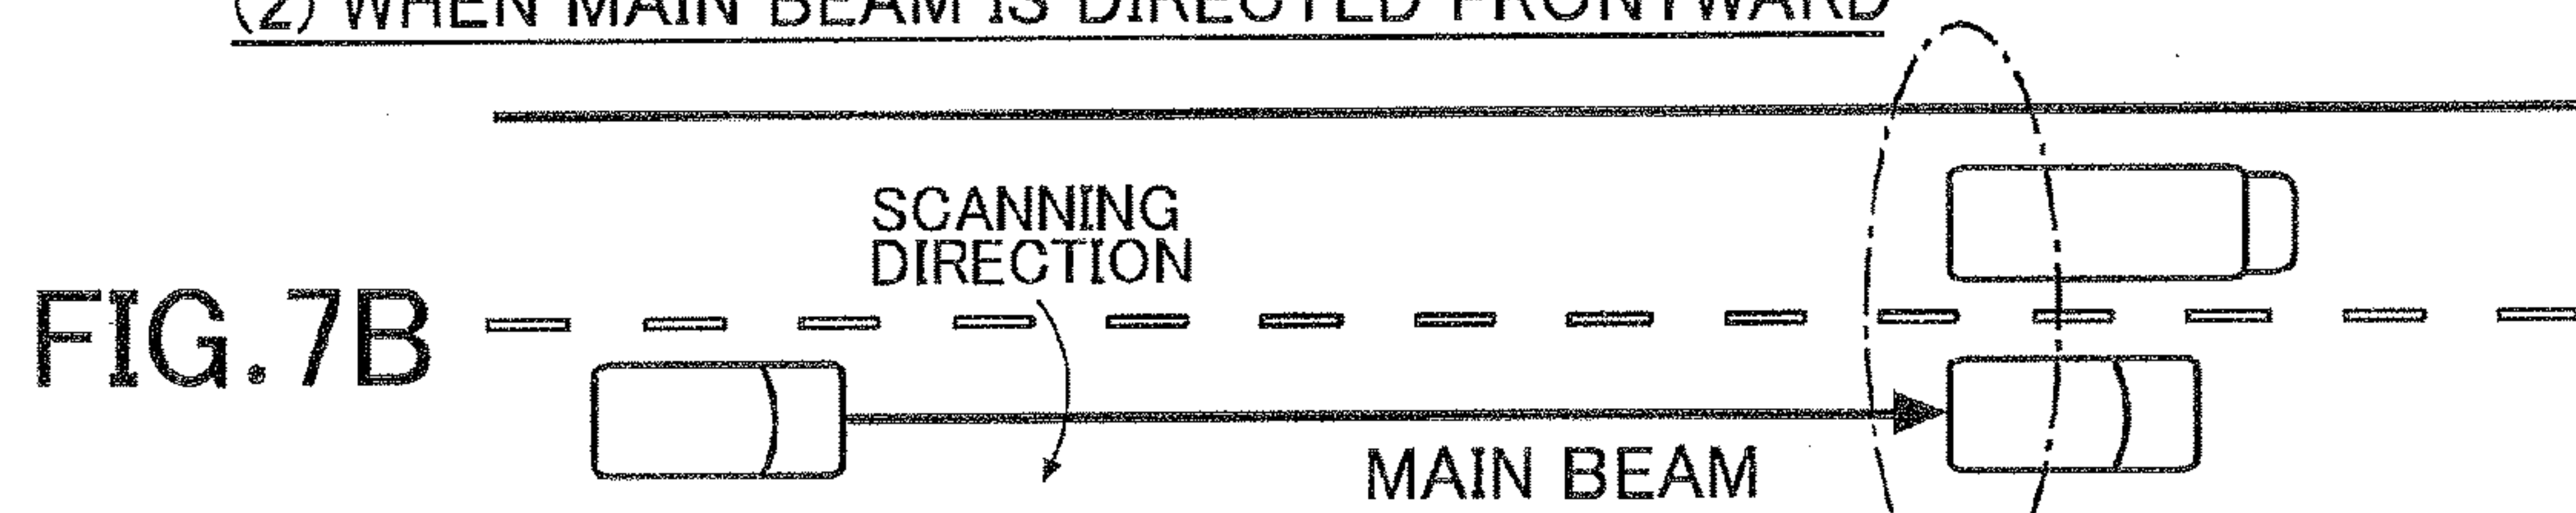 (2) WHEN MAIN BEAM IS DIRECTED FRONTWARD
SCANNING
DIRECTION
FIG.7B
MAIN BEAM